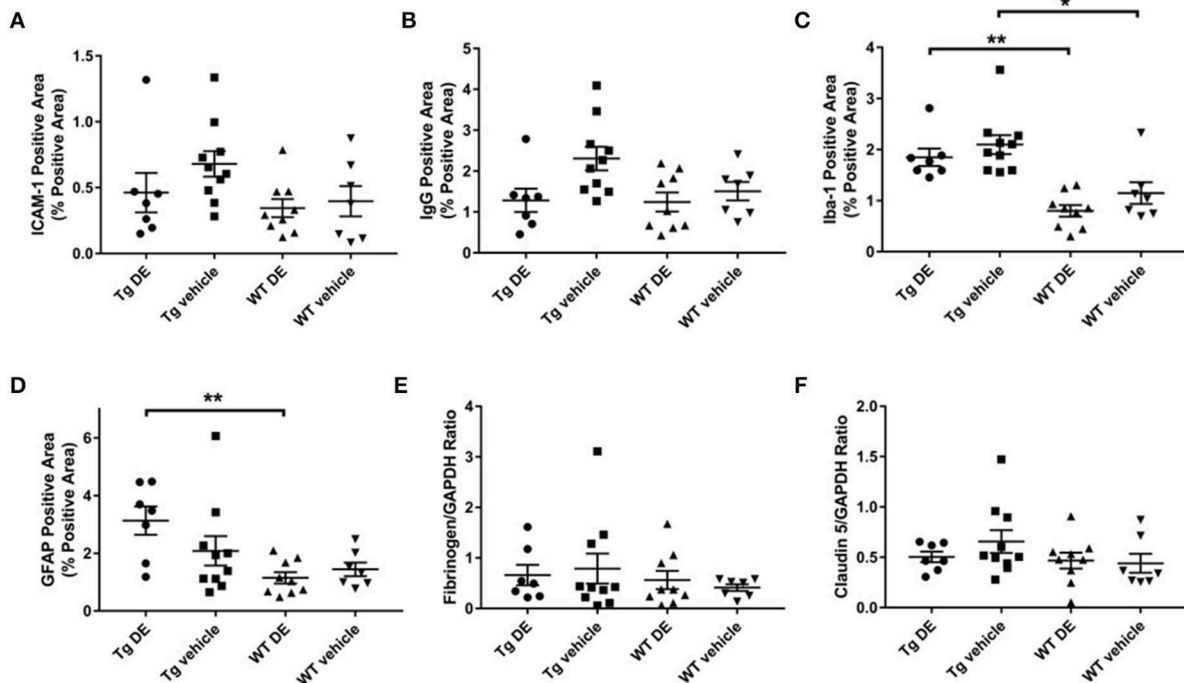 A
ICAM-1 Positive Area
(% Positive Area)
1.5
1.0
0.5
0.0
Tg DE
Tg vehicle
WT DE
WT vehicle
B
IgG Positive Area
(% Positive Area)
5
4
3
2
1
0
Tg DE
Tg vehicle
WT DE
WT vehicle
C
*
**
Iba-1 Positive Area
(% Positive Area)
4
3
2
1
0
Tg DE
Tg vehicle
WT DE
WT vehicle
D
**
GFAP Positive Area
(% Positive Area)
6
4
2
0
Tg DE
Tg vehicle
WT DE
WT vehicle
E
Fibrinogen/GAPDH Ratio
4
3
2
1
0
Tg DE
Tg vehicle
WT DE
WT vehicle
F
Claudin 5/GAPDH Ratio
2.0
1.5
1.0
0.5
0.0
Tg DE
Tg vehicle
WT DE
WT vehicle